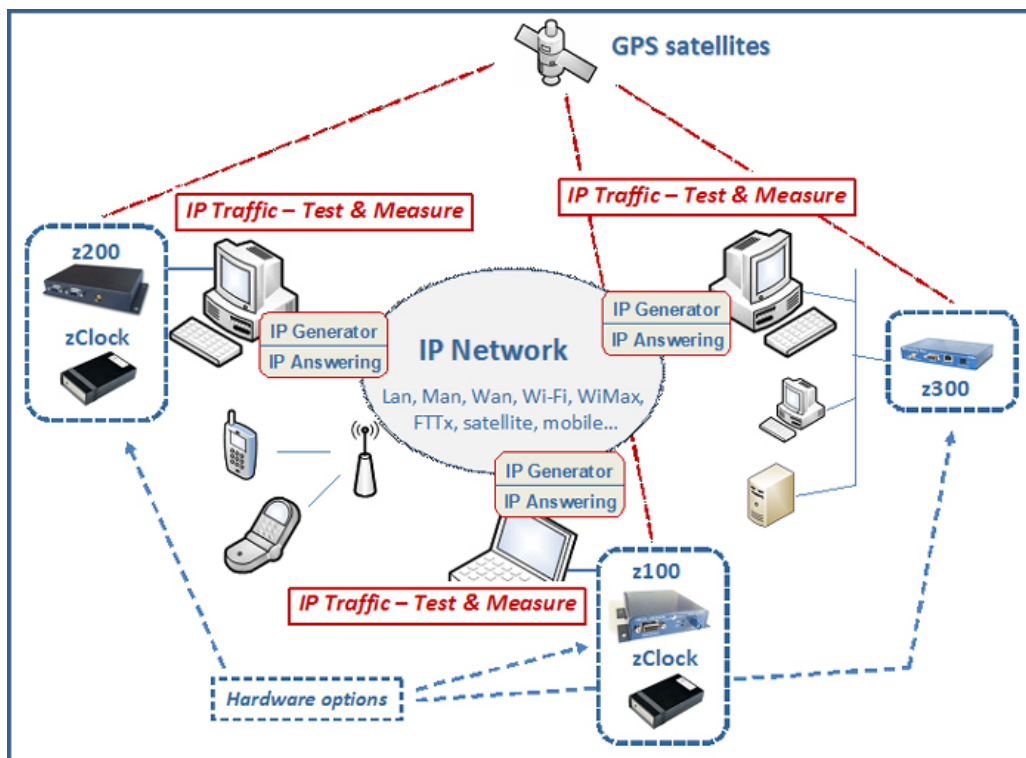 GPS satellites
IP Traffic – Test & Measure
IP Traffic – Test & Measure
z200
zClock
IP Generator
IP Answering
IP Network
Lan, Man, Wan, Wi-Fi, WiMax,
FTTx, satellite, mobile...
IP Generator
IP Answering
z300
IP Generator
IP Answering
IP Traffic – Test & Measure
z100
zClock
Hardware options